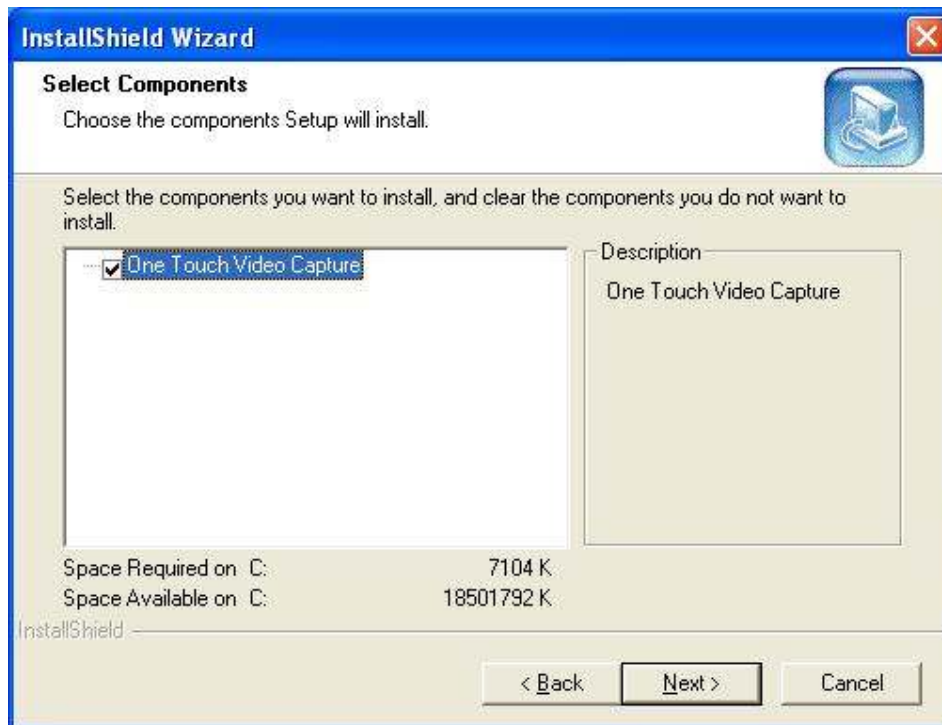 InstallShield Wizard
Select Components
Choose the components Setup will install.
Select the components you want to install, and clear the components you do not want to
install.
One Touch Video Capture
Description
One Touch Video Capture
Space Required on C: 7104 K
Space Available on C: 18501792 K
InstallShield
< Back Next > Cancel